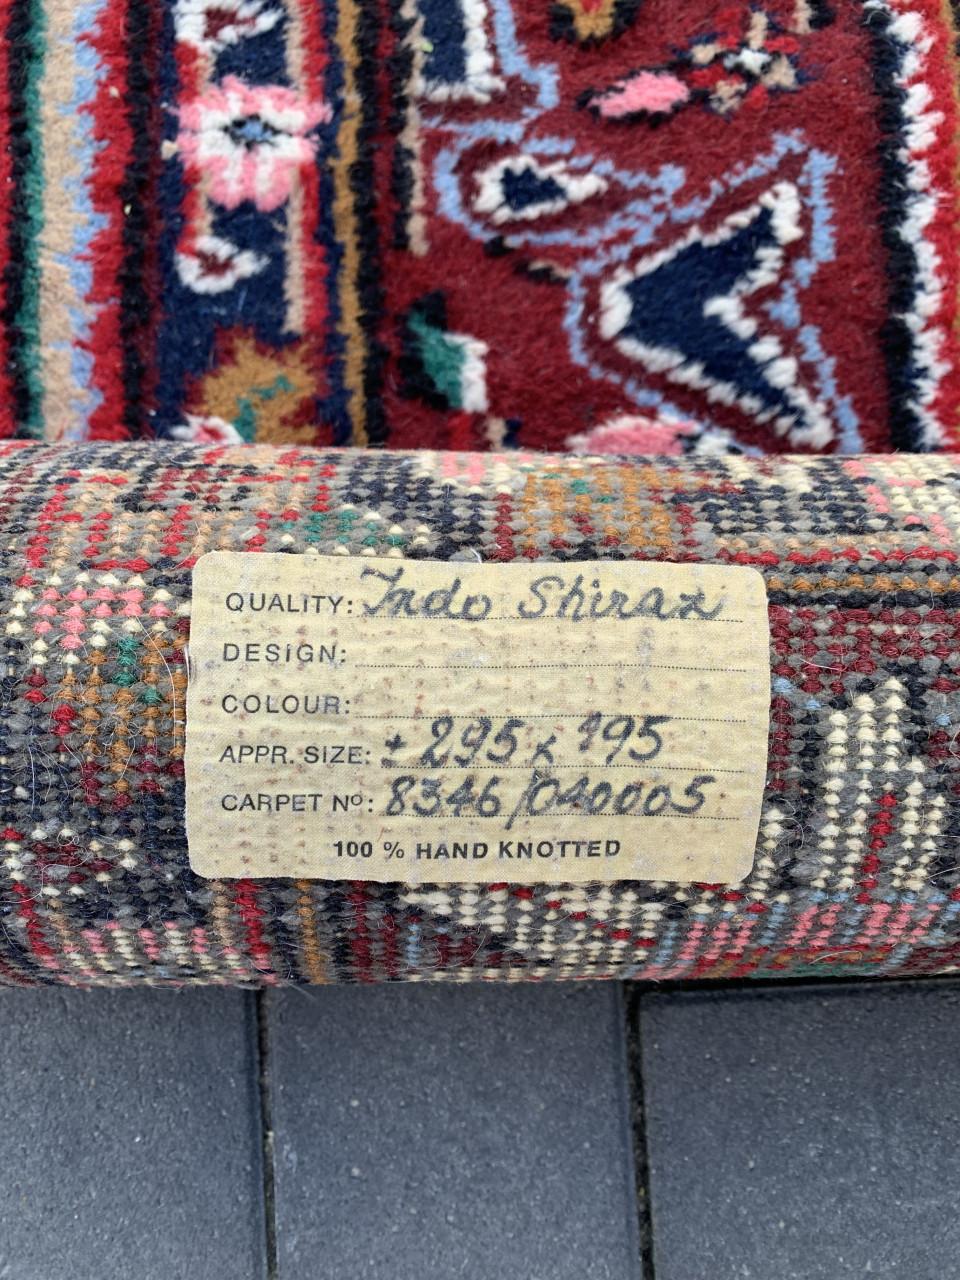 QUALITY: Indo Shiraz
DESIGN:
COLOUR:
APPR. SIZE: ± 295 x 195
CARPET Nº: 8346/040005
100 % HAND KNOTTED